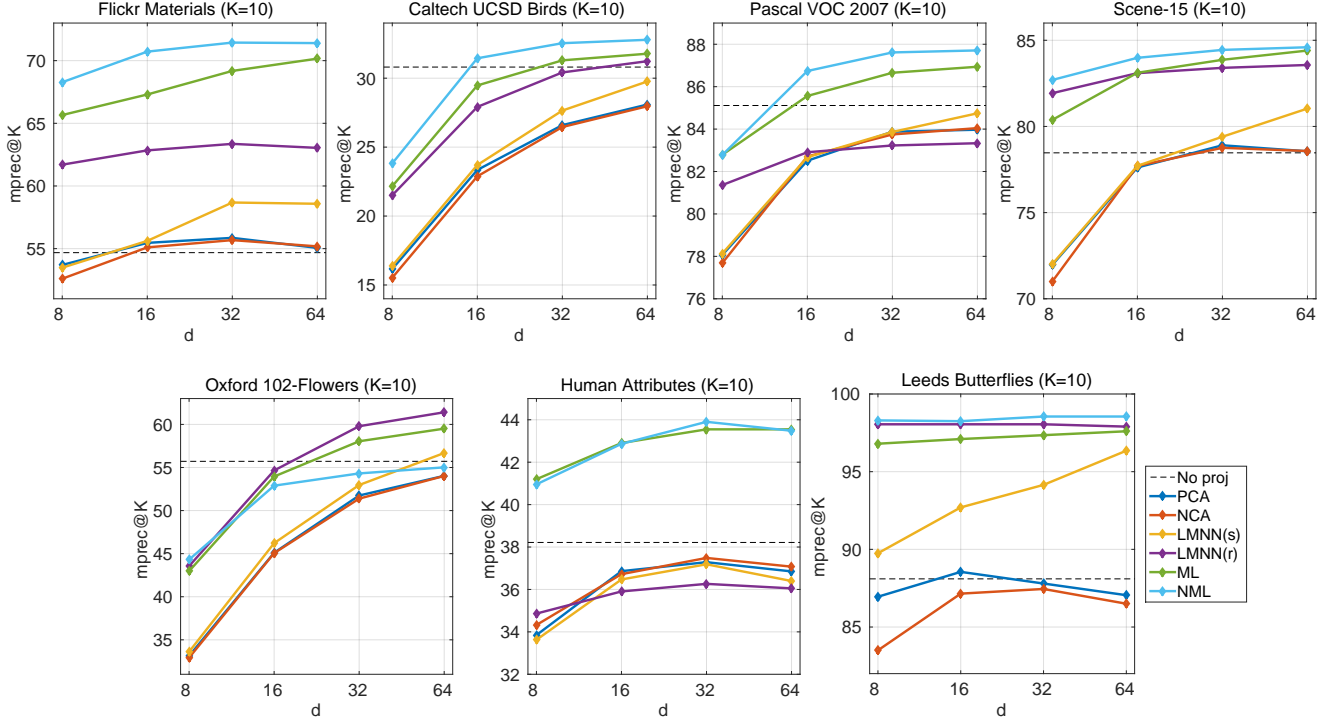 Flickr Materials (K=10)
mprec@K
70
65
60
55
8 16 32 64
d
Caltech UCSD Birds (K=10)
mprec@K
30
25
20
15
8 16 32 64
d
Pascal VOC 2007 (K=10)
mprec@K
88
86
84
82
80
78
76
8 16 32 64
d
Scene-15 (K=10)
mprec@K
85
80
75
70
8 16 32 64
d
Oxford 102-Flowers (K=10)
mprec@K
60
55
50
45
40
35
8 16 32 64
d
Human Attributes (K=10)
mprec@K
44
42
40
38
36
34
32
8 16 32 64
d
Leeds Butterflies (K=10)
mprec@K
100
95
90
85
8 16 32 64
d
No proj
PCA
NCA
LMNN(s)
LMNN(r)
ML
NML